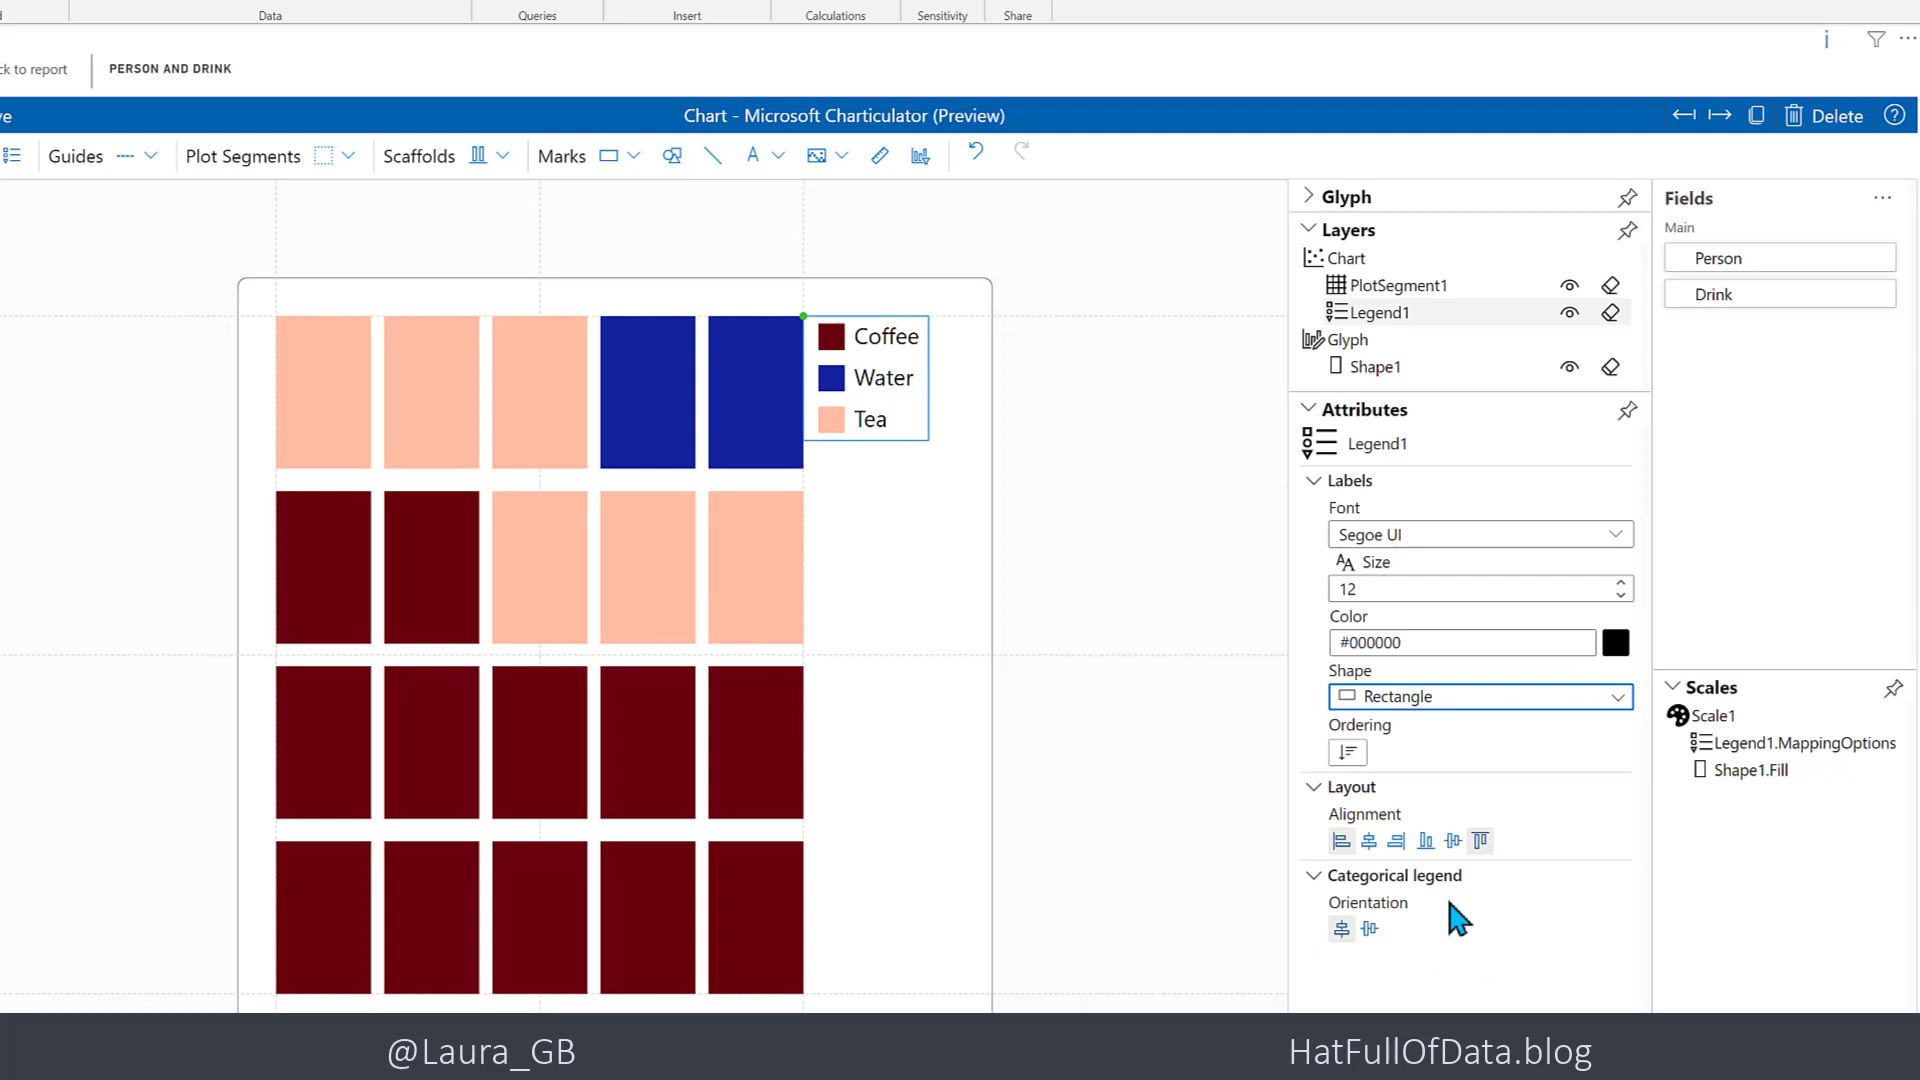 Data
Queries
Insert
Calculations
Sensitivity
Share
i
ck to report
PERSON AND DRINK
ve
Chart - Microsoft Charticulator (Preview)
Delete
Guides
Plot Segments
Scaffolds
Marks
Glyph
Layers
Chart
PlotSegment1
Legend1
Glyph
Shape1
Fields
Main
Person
Drink
Coffee
Water
Tea
Attributes
Legend1
Labels
Font
Segoe UI
Size
12
Color
#000000
Shape
Rectangle
Ordering
Layout
Alignment
Categorical legend
Orientation
Scales
Scale1
Legend1.MappingOptions
Shape1.Fill
@Laura_GB
HatFullOfData.blog